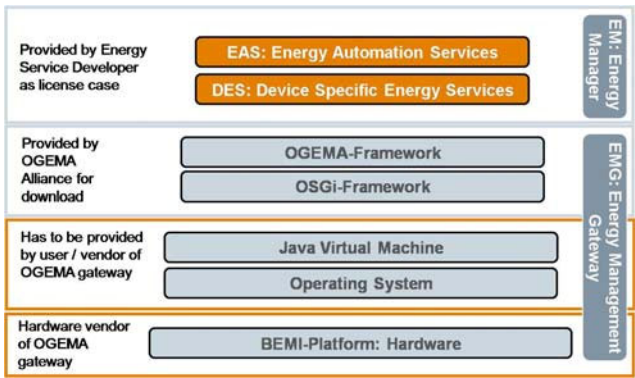 Provided by Energy
Service Developer
as license case
EAS: Energy Automation Services
DES: Device Specific Energy Services
EM: Energy
Manager
Provided by
OGEMA
Alliance for
download
OGEMA-Framework
OSGi-Framework
EMG: Energy Management
Gateway
Has to be provided
by user / vendor of
OGEMA gateway
Java Virtual Machine
Operating System
Hardware vendor
of OGEMA
gateway
BEMI-Platform: Hardware